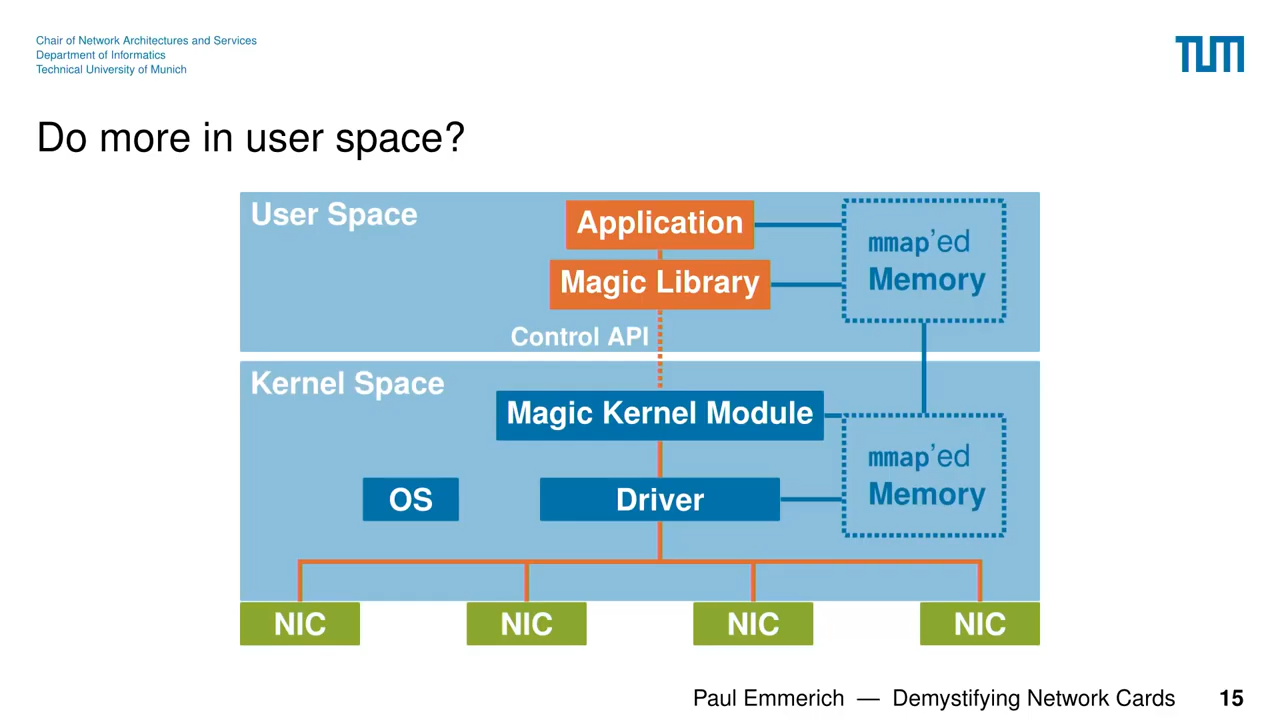 Chair of Network Architectures and Services
Department of Informatics
Technical University of Munich
TUM
Do more in user space?
User Space
Application
Magic Library
mmap'ed
Memory
Control API
Kernel Space
Magic Kernel Module
mmap'ed
Memory
OS
Driver
NIC
NIC
NIC
NIC
Paul Emmerich — Demystifying Network Cards
15